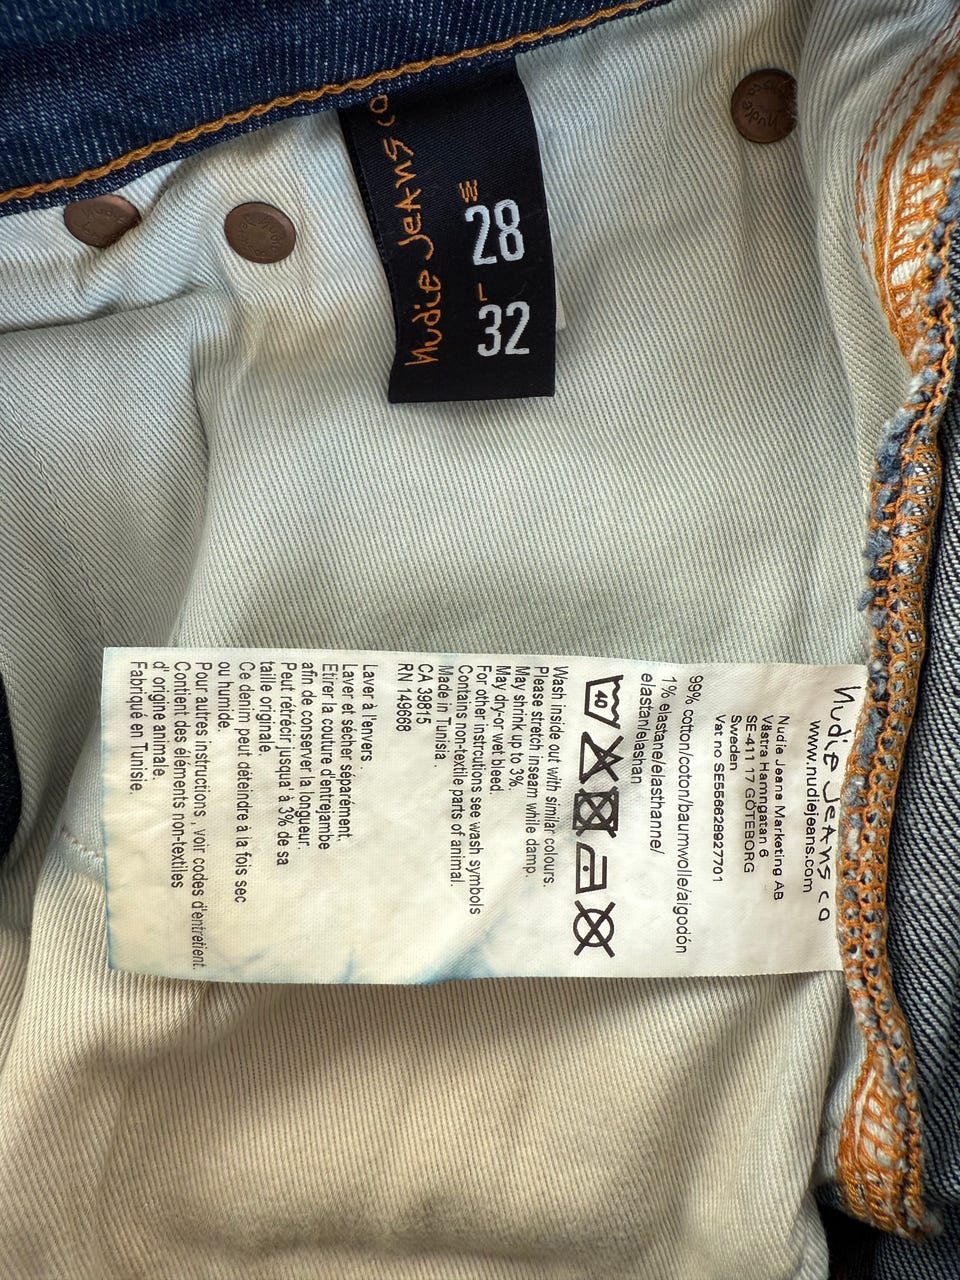 Nudie Jeans co
W
28
L
32
Nudie Jeans co
www.nudiejeans.com
Nudie Jeans Marketing AB
Västra Hamngatan 6
SE-411 17 GÖTEBORG
Sweden
Vat no SE556628927701
99% cotton/coton/baumwolle/algodón
1% elastane/elasthanne/
elastan/elashan
40
Wash inside out with similar colours.
Please stretch inseam while damp.
May shrink up to 3%.
May dry-or wet bleed.
For other instrcutions see wash symbols
Contains non-textile parts of animal.
Made in Tunisia .
CA 39815
RN 149668
Laver à l'envers .
Laver et sécher séparément.
Etirer la couture d'entrejambe
afin de conserver la longueur.
Peut rétréoir jusqua' à 3% de sa
taille originale.
Ce denim peut déteindre à la fois sec
ou humide.
Pour autres instructions , voir codes d'entretient.
Contient des éléments non-textiles
d' origine animale.
Fabriqué en Tunisie.